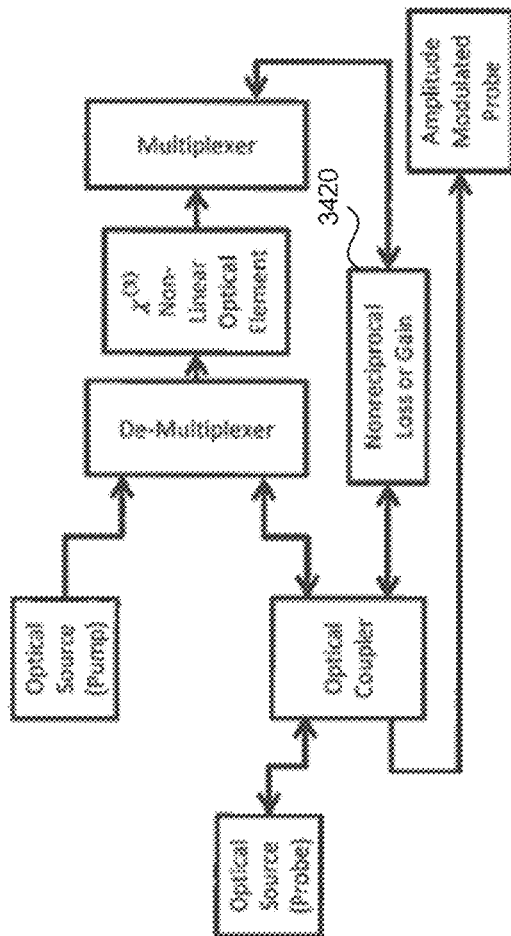 Optical
Source
(Pump)
De-Multiplexer
χ(3)
Non-
Linear
Optical
Element
Multiplexer
Optical
Source
(Probe)
Optical
Coupler
Nonreciprocal
Loss or Gain
3420
Amplitude
Modulated
Probe